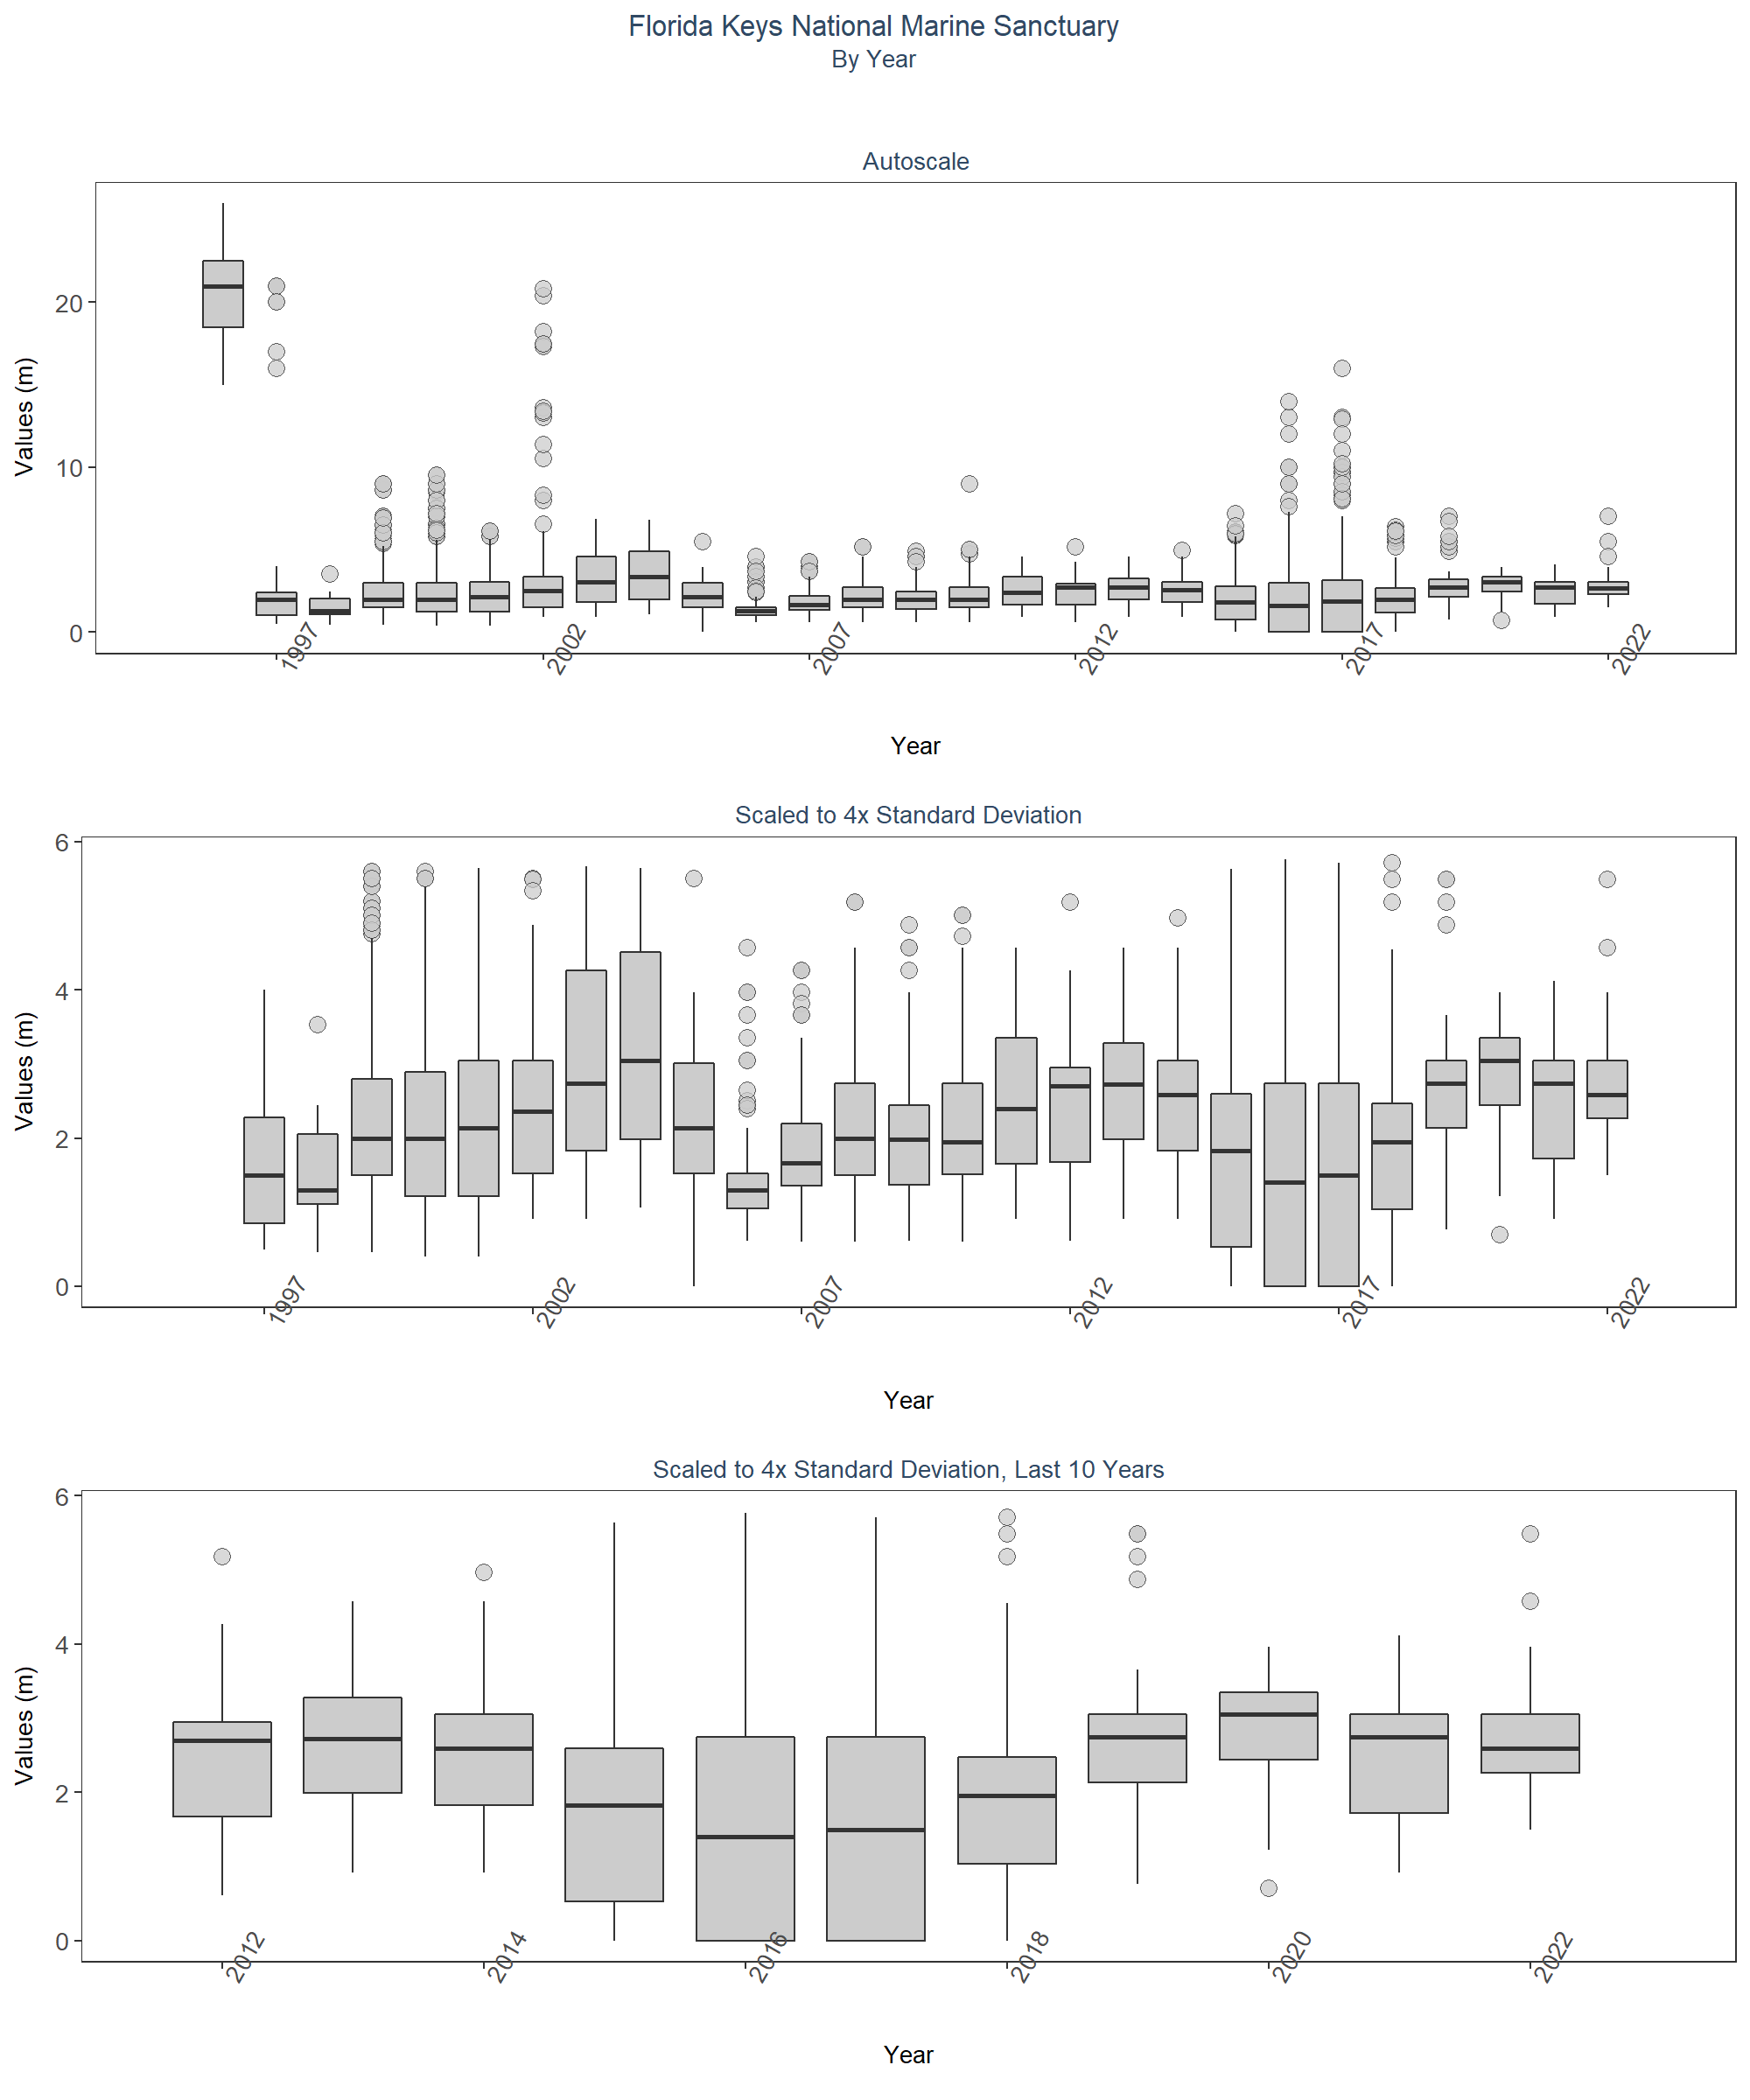 Florida Keys National Marine Sanctuary
By Year
Autoscale
Values (m)
20
10
0
1997 2002 2007 2012 2017 2022
Year
Scaled to 4x Standard Deviation
Values (m)
6
4
2
0
1997 2002 2007 2012 2017 2022
Year
Scaled to 4x Standard Deviation, Last 10 Years
Values (m)
6
4
2
0
2012 2014 2016 2018 2020 2022
Year